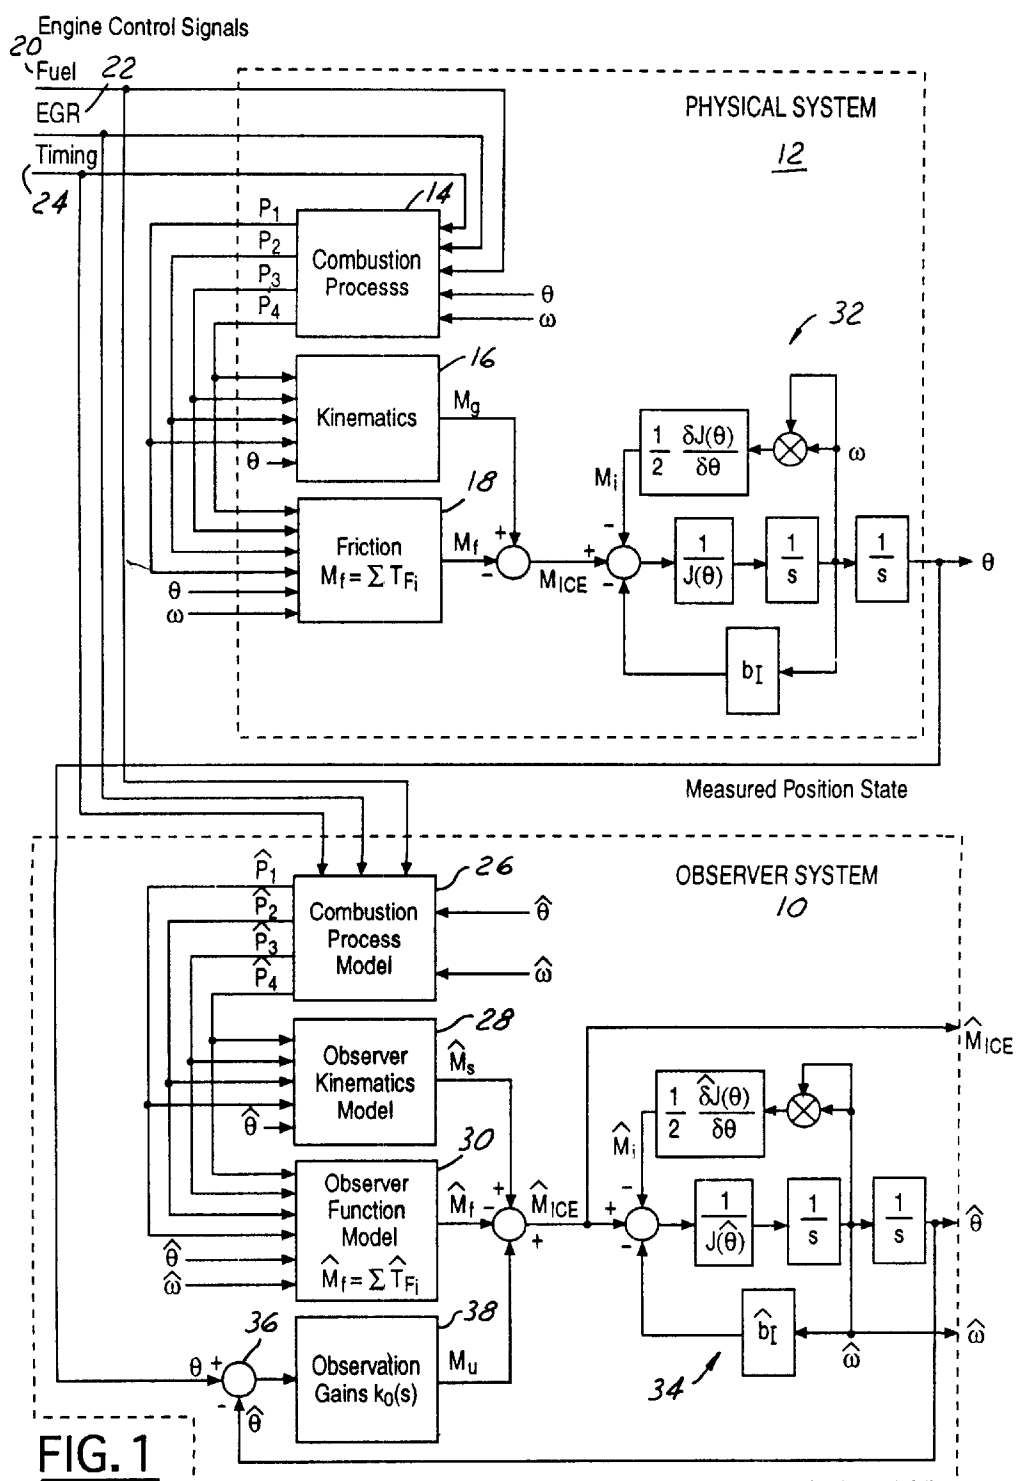 Engine Control Signals
20
Fuel
22
EGR
Timing
24
PHYSICAL SYSTEM
12
14
P1
P2
P3
P4
Combustion
Processs
θ
ω
32
16
Kinematics
Mg
θ
1/2 δJ(θ)/δθ
ω
Mi
18
Friction
Mf = Σ TFi
Mf
θ
ω
+
-
MICE
+
-
-
1/J(θ)
1/s
1/s
θ
bI
Measured Position State
OBSERVER SYSTEM
10
26
P̂1
P̂2
P̂3
P̂4
Combustion
Process
Model
θ̂
ω̂
28
Observer
Kinematics
Model
M̂s
θ̂
M̂ICE
1/2 δ̂J(θ)/δθ
M̂i
30
Observer
Function
Model
M̂f = Σ T̂Fi
M̂f
θ̂
ω̂
+
-
+
M̂ICE
+
-
-
1/J(θ̂)
1/s
1/s
θ̂
b̂I
ω̂
ω̂
34
36
38
θ
+
-
θ̂
Observation
Gains k0(s)
Mu
FIG. 1